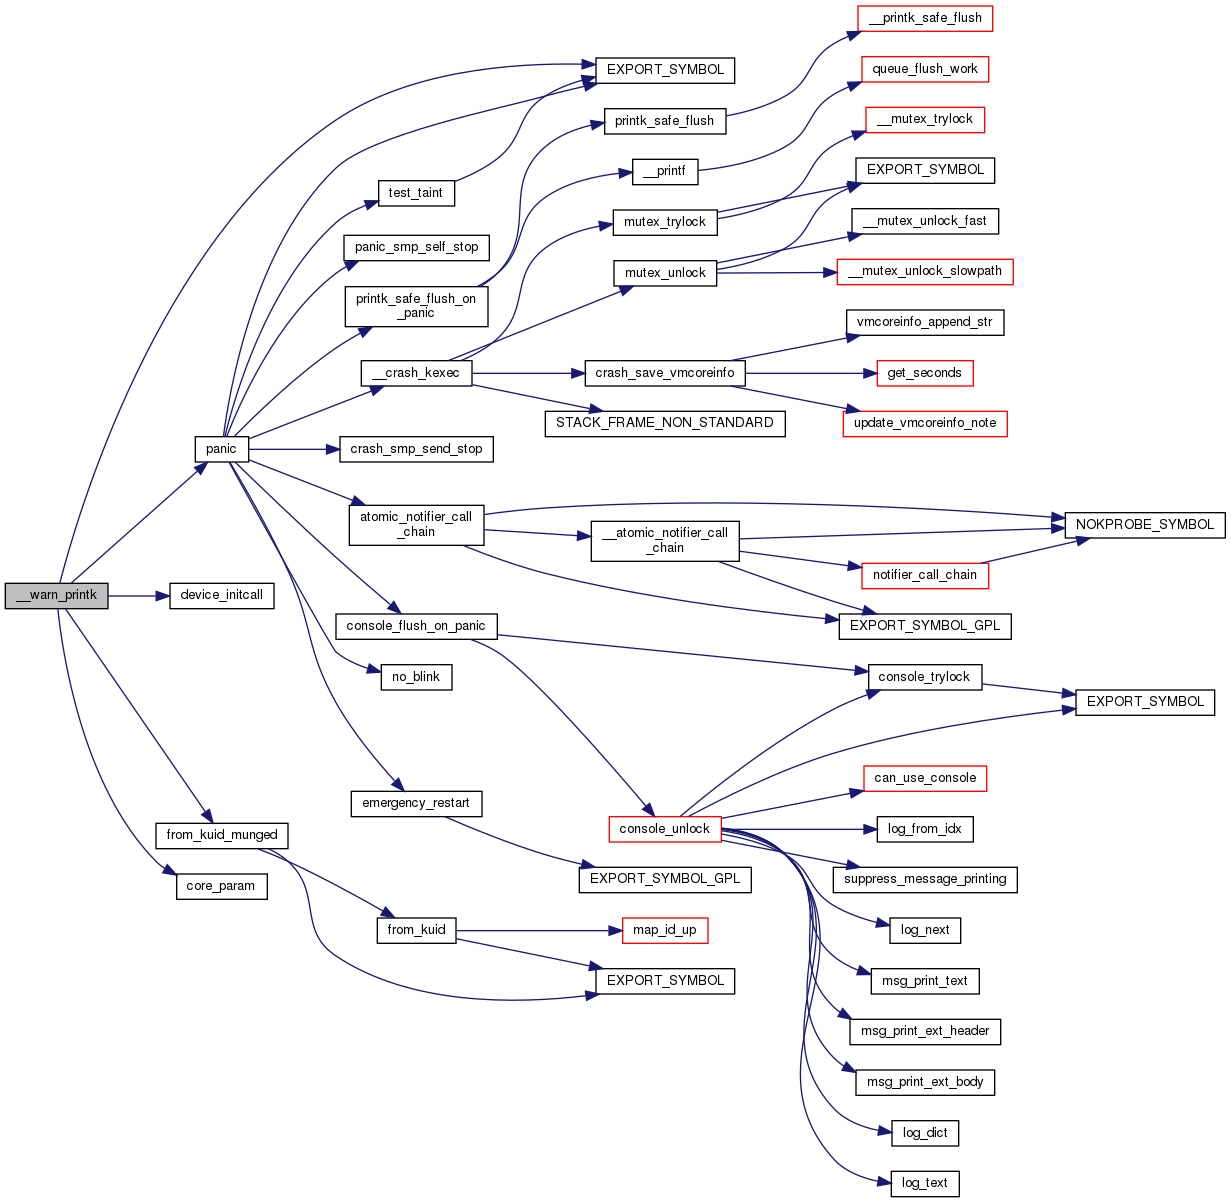 __printk_safe_flush
EXPORT_SYMBOL
queue_flush_work
printk_safe_flush
__mutex_trylock
__printf
EXPORT_SYMBOL
test_taint
mutex_trylock
__mutex_unlock_fast
panic_smp_self_stop
mutex_unlock
__mutex_unlock_slowpath
printk_safe_flush_on
_panic
vmcoreinfo_append_str
__crash_kexec
crash_save_vmcoreinfo
get_seconds
STACK_FRAME_NON_STANDARD
update_vmcoreinfo_note
panic
crash_smp_send_stop
atomic_notifier_call
_chain
NOKPROBE_SYMBOL
__atomic_notifier_call
_chain
notifier_call_chain
__warn_printk
device_initcall
console_flush_on_panic
EXPORT_SYMBOL_GPL
no_blink
console_trylock
EXPORT_SYMBOL
can_use_console
emergency_restart
console_unlock
log_from_idx
from_kuid_munged
core_param
EXPORT_SYMBOL_GPL
suppress_message_printing
from_kuid
map_id_up
log_next
EXPORT_SYMBOL
msg_print_text
msg_print_ext_header
msg_print_ext_body
log_dict
log_text